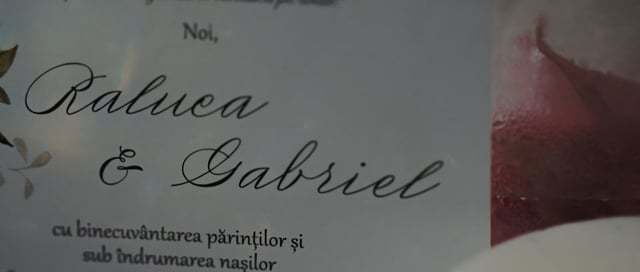 Noi,
Raluca
& Gabriel
cu binecuvântarea părinților și
sub îndrumarea nașilor